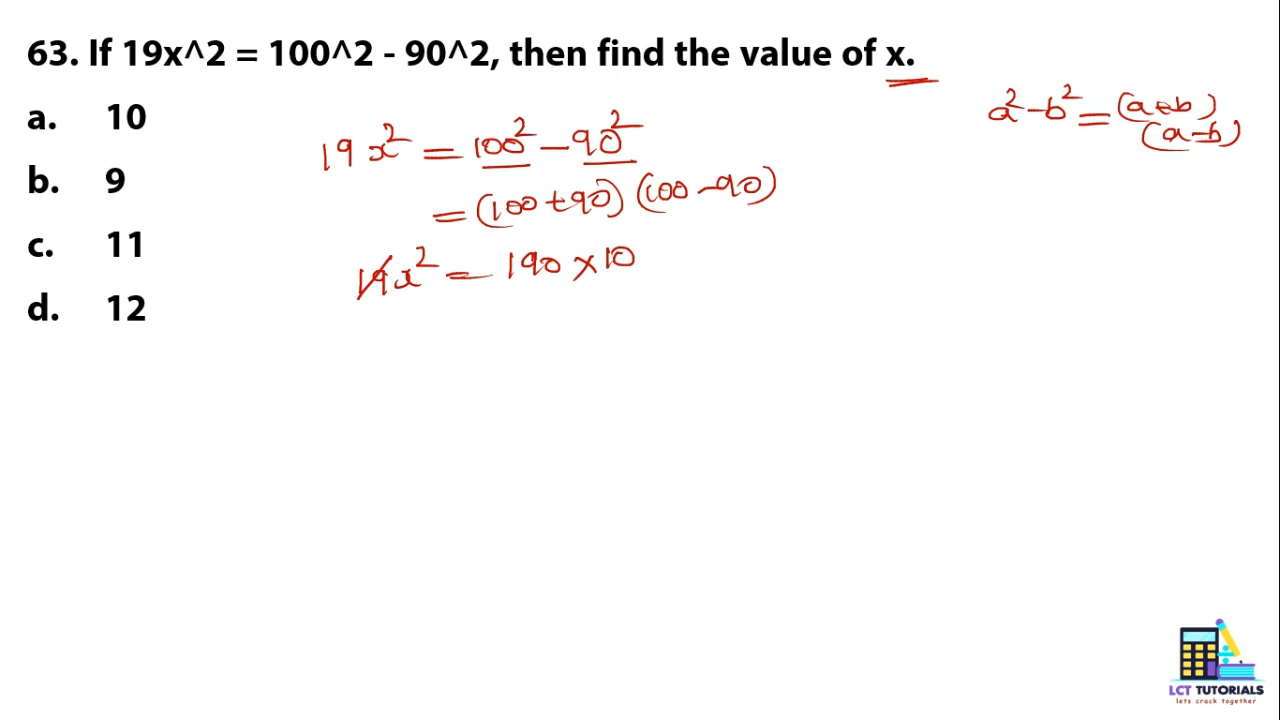 63. If 19x^2 = 100^2 - 90^2, then find the value of x.
a. 10
b. 9
c. 11
d. 12
19x² = 100² - 90²
= (100 + 90) (100 - 90)
19x² = 190 × 10
a² - b² = (a+b)
(a-b)
LCT TUTORIALS
lets crack together